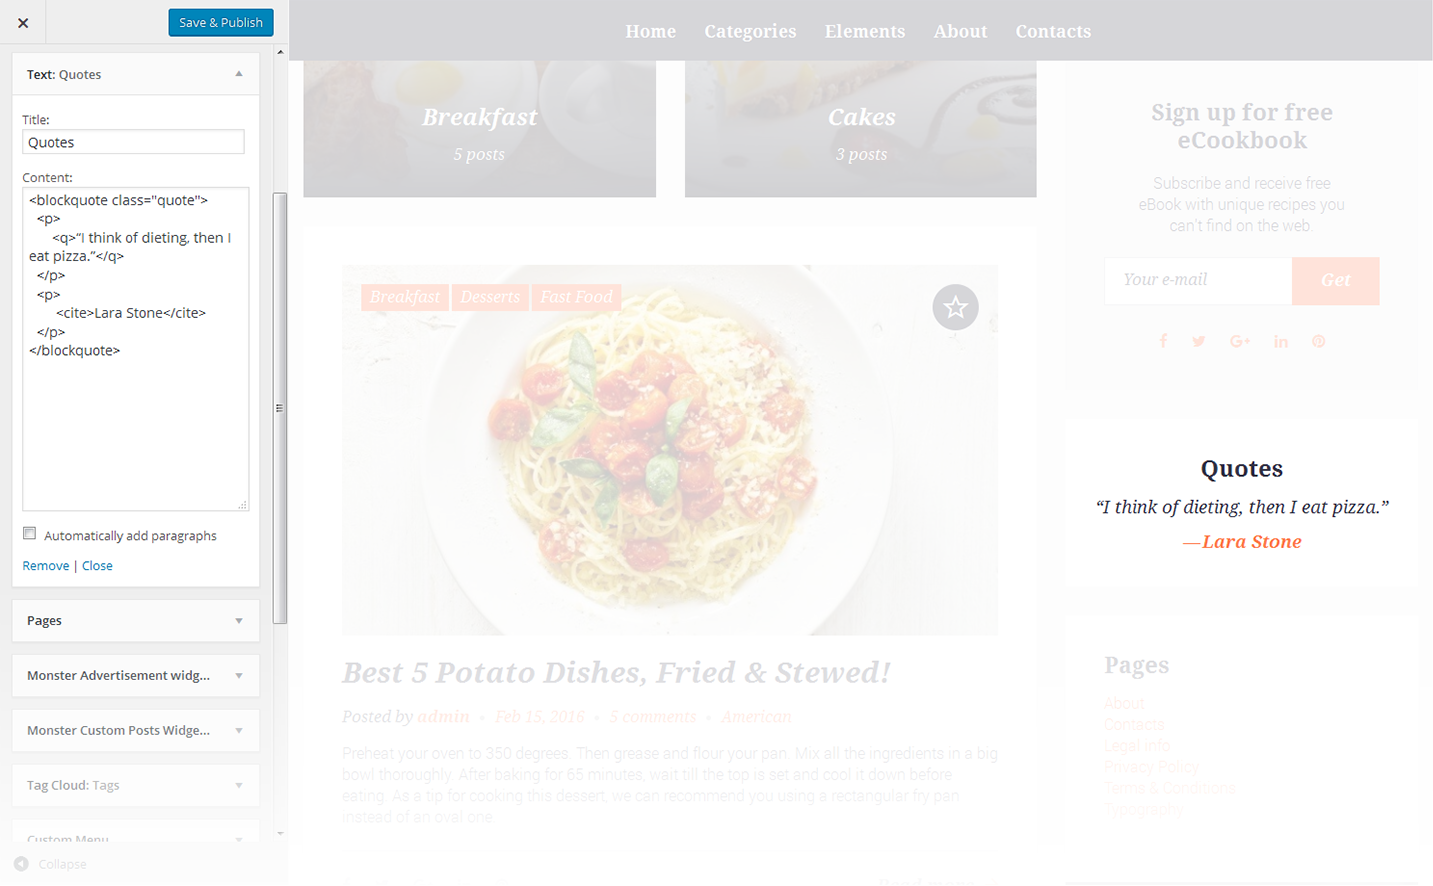 Save & Publish
Text: Quotes
Title:
Quotes
Content:
<blockquote class="quote">
<p>
<q>“I think of dieting, then I
eat pizza.”</q>
</p>
<p>
<cite>Lara Stone</cite>
</p>
</blockquote>
Automatically add paragraphs
Remove | Close
Pages
Monster Advertisement widg...
Monster Custom Posts Widge...
Tag Cloud: Tags
Custom Menu
Collapse
Home Categories Elements About Contacts
Breakfast
5 posts
Cakes
3 posts
Breakfast Desserts Fast Food
Best 5 Potato Dishes, Fried & Stewed!
Posted by admin • Feb 15, 2016 • 5 comments • American
Preheat your oven to 350 degrees. Then grease and flour your pan. Mix all the ingredients in a big
bowl thoroughly. After baking for 65 minutes, wait till the top is set and cool it down before
eating. As a tip for cooking this dessert, we can recommend you using a rectangular fry pan
instead of an oval one.
Sign up for free
eCookbook
Subscribe and receive free
eBook with unique recipes you
can’t find on the web.
Your e-mail
Get
Quotes
“I think of dieting, then I eat pizza.”
—Lara Stone
Pages
About
Contacts
Legal info
Privacy Policy
Terms & Conditions
Typography